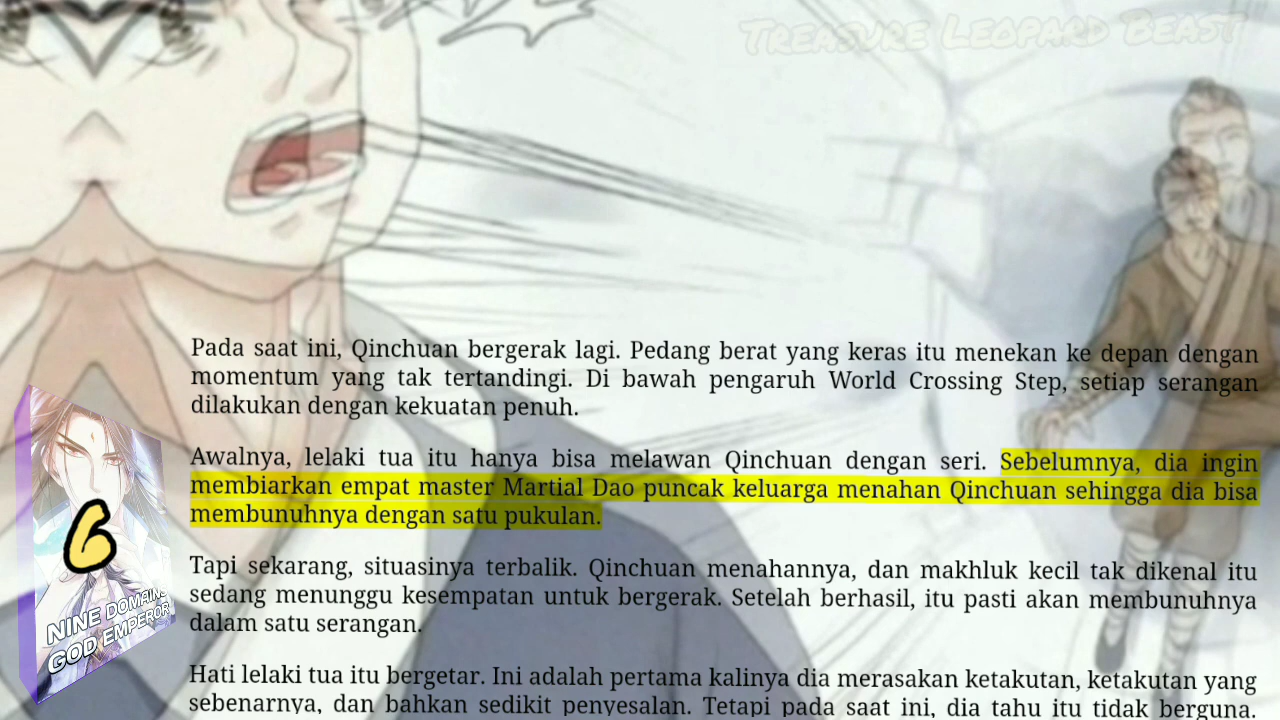 Treasure Leopard Beast
Pada saat ini, Qinchuan bergerak lagi. Pedang berat yang keras itu menekan ke depan dengan
momentum yang tak tertandingi. Di bawah pengaruh World Crossing Step, setiap serangan
dilakukan dengan kekuatan penuh.
Awalnya, lelaki tua itu hanya bisa melawan Qinchuan dengan seri. Sebelumnya, dia ingin
membiarkan empat master Martial Dao puncak keluarga menahan Qinchuan sehingga dia bisa
membunuhnya dengan satu pukulan.
Tapi sekarang, situasinya terbalik. Qinchuan menahannya, dan makhluk kecil tak dikenal itu
sedang menunggu kesempatan untuk bergerak. Setelah berhasil, itu pasti akan membunuhnya
dalam satu serangan.
Hati lelaki tua itu bergetar. Ini adalah pertama kalinya dia merasakan ketakutan, ketakutan yang
sebenarnya, dan bahkan sedikit penyesalan. Tetapi pada saat ini, dia tahu itu tidak berguna.
6
NINE DOMAINS
GOD EMPEROR